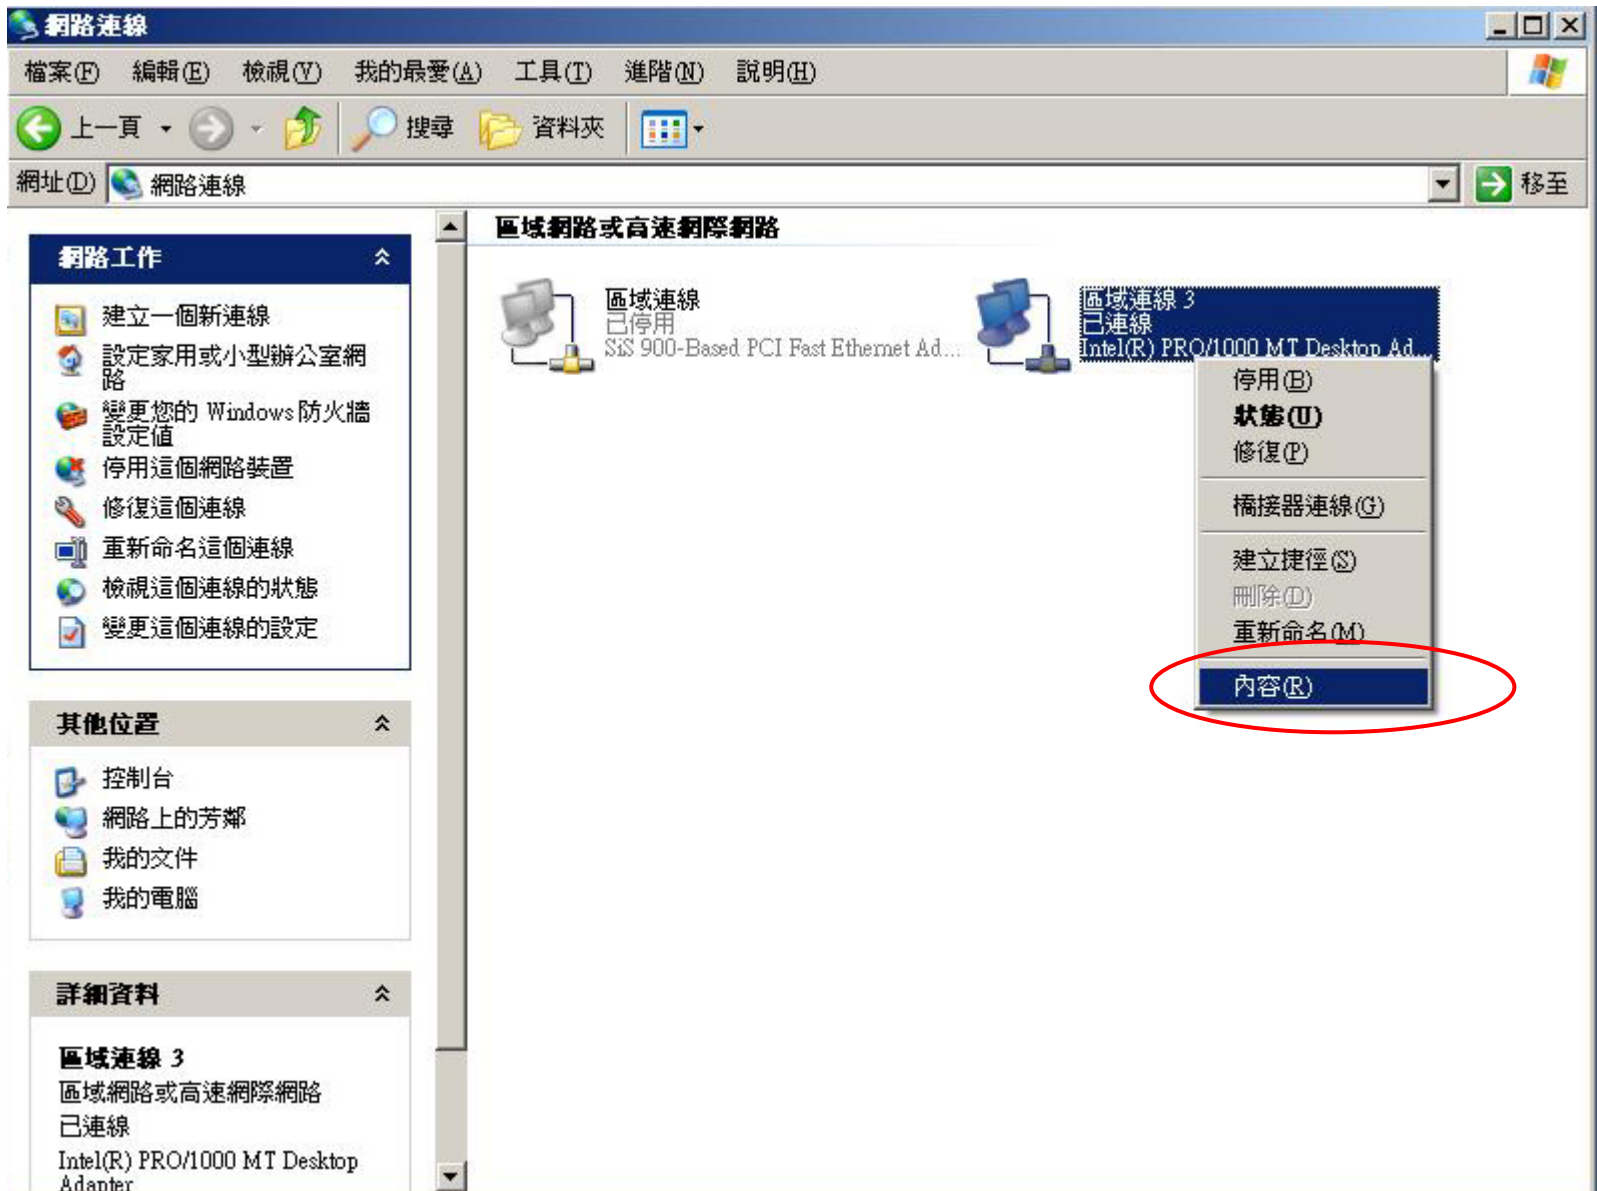 網路連線
檔案(F) 編輯(E) 檢視(V) 我的最愛(A) 工具(T) 進階(N) 說明(H)
上一頁 搜尋 資料夾
網址(D) 網路連線 移至
網路工作
建立一個新連線
設定家用或小型辦公室網
路
變更您的 Windows 防火牆
設定值
停用這個網路裝置
修復這個連線
重新命名這個連線
檢視這個連線的狀態
變更這個連線的設定
其他位置
控制台
網路上的芳鄰
我的文件
我的電腦
詳細資料
區域連線 3
區域網路或高速網際網路
已連線
Intel(R) PRO/1000 MT Desktop
Adapter
區域網路或高速網際網路
區域連線
已停用
SiS 900-Based PCI Fast Ethernet Ad...
區域連線 3
已連線
Intel(R) PRO/1000 MT Desktop Ad...
停用(B)
狀態(U)
修復(P)
橋接器連線(G)
建立捷徑(S)
刪除(D)
重新命名(M)
內容(R)